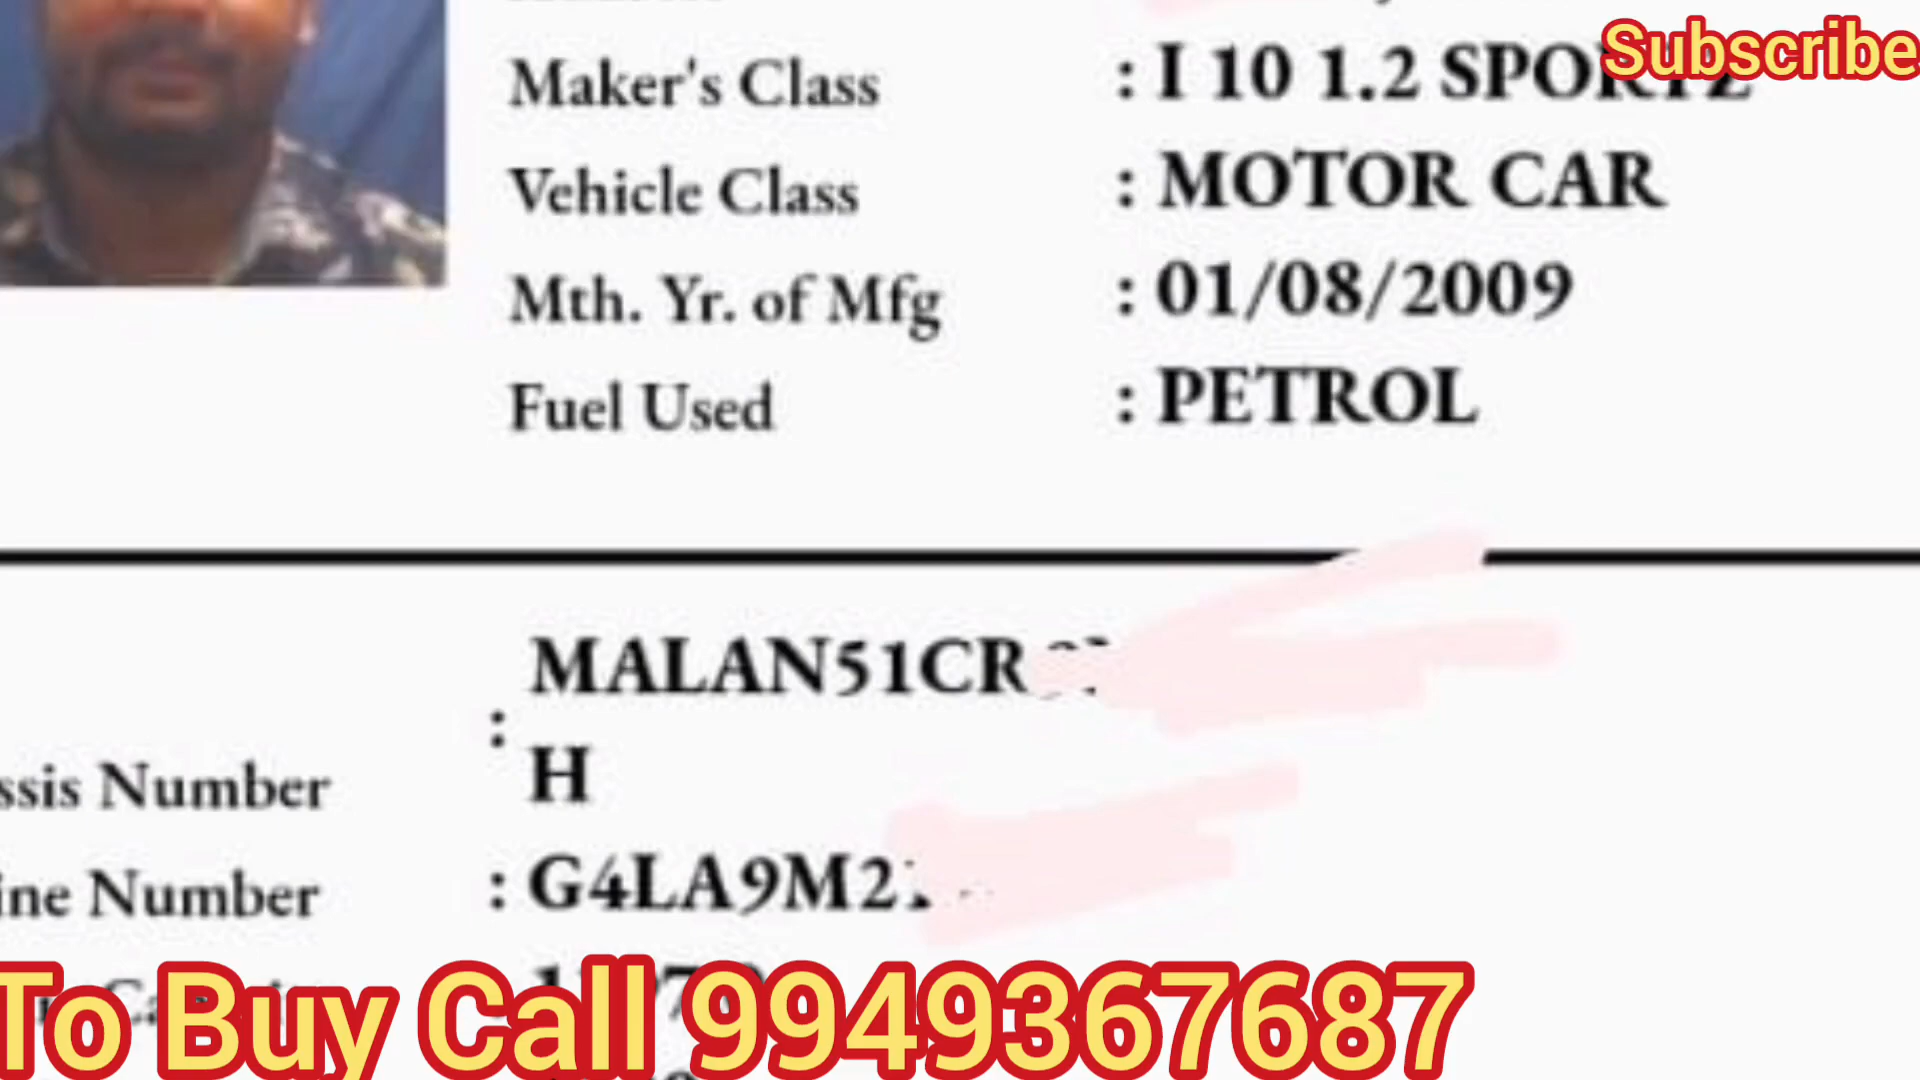 Subscribe
Maker's Class : I 10 1.2 SPORTZ
Vehicle Class : MOTOR CAR
Mth. Yr. of Mfg : 01/08/2009
Fuel Used : PETROL
MALAN51CR
:
H
ssis Number
ine Number : G4LA9M2
To Buy Call 9949367687